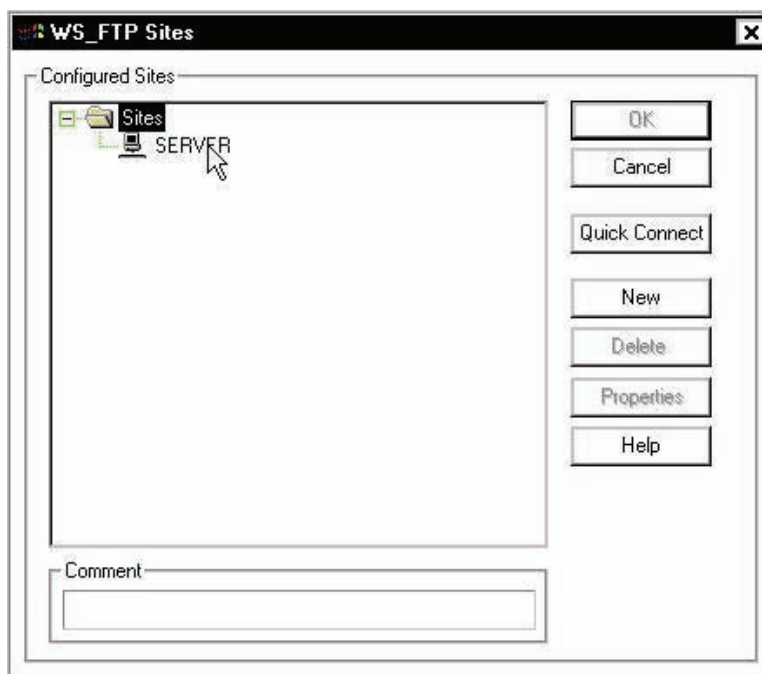 WS_FTP Sites
Configured Sites
Sites
SERVER
OK
Cancel
Quick Connect
New
Delete
Properties
Help
Comment